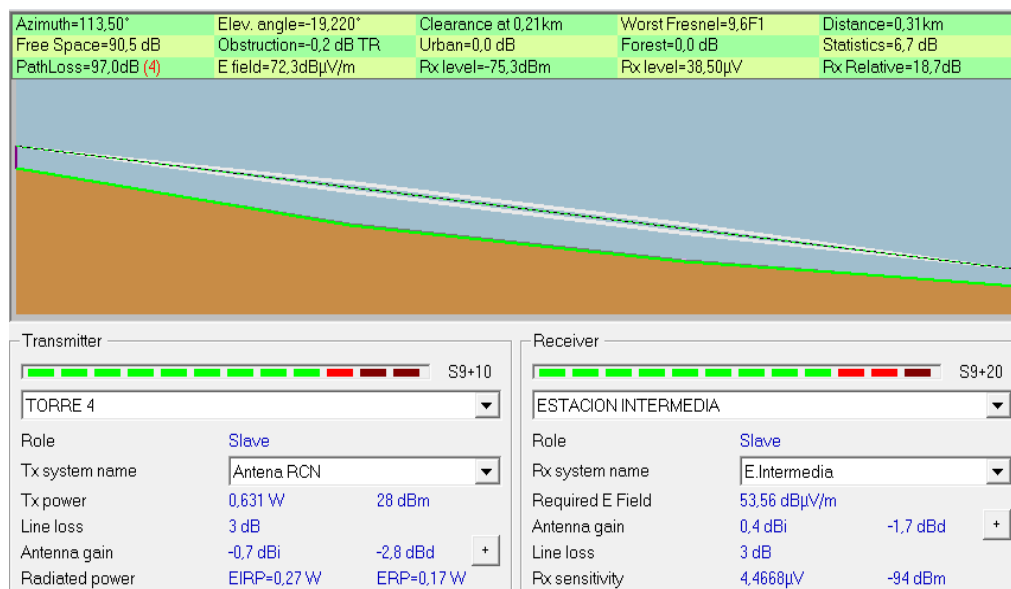 Azimuth=113,50° Elev. angle=-19,220° Clearance at 0,21km Worst Fresnel=9,6F1 Distance=0,31km
Free Space=90,5 dB Obstruction=-0,2 dB TR Urban=0,0 dB Forest=0,0 dB Statistics=6,7 dB
PathLoss=97,0dB (4) E field=72,3dBµV/m Rx level=-75,3dBm Rx level=38,50µV Rx Relative=18,7dB
Transmitter
S9+10
TORRE 4
Role Slave
Tx system name Antena RCN
Tx power 0,631 W 28 dBm
Line loss 3 dB
Antenna gain -0,7 dBi -2,8 dBd +
Radiated power EIRP=0,27 W ERP=0,17 W
Receiver
S9+20
ESTACION INTERMEDIA
Role Slave
Rx system name E.Intermedia
Required E Field 53,56 dBµV/m
Antenna gain 0,4 dBi -1,7 dBd +
Line loss 3 dB
Rx sensitivity 4,4668µV -94 dBm